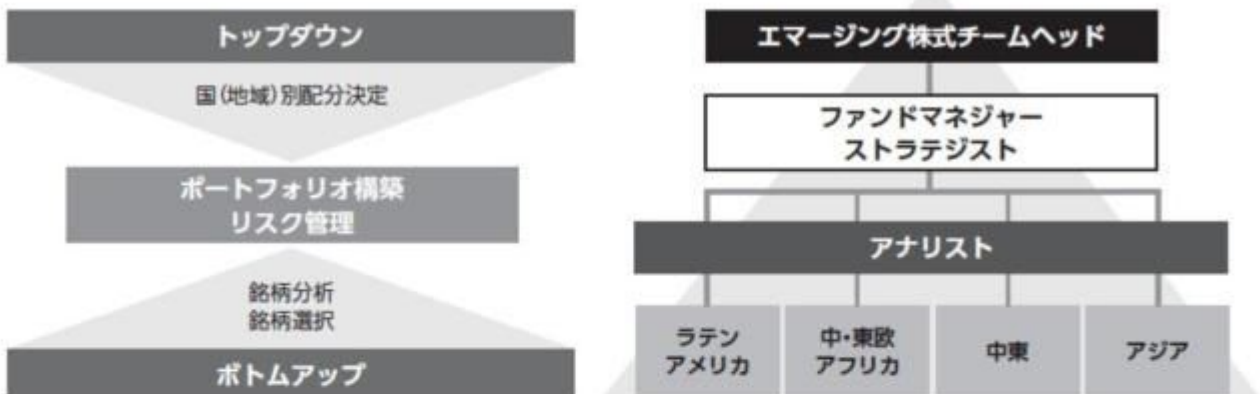 トップダウン
国(地域)別配分決定
ポートフォリオ構築
リスク管理
銘柄分析
銘柄選択
ボトムアップ
エマージング株式チームヘッド
ファンドマネジャー
ストラテジスト
アナリスト
ラテン
アメリカ
中・東欧
アフリカ
中東
アジア